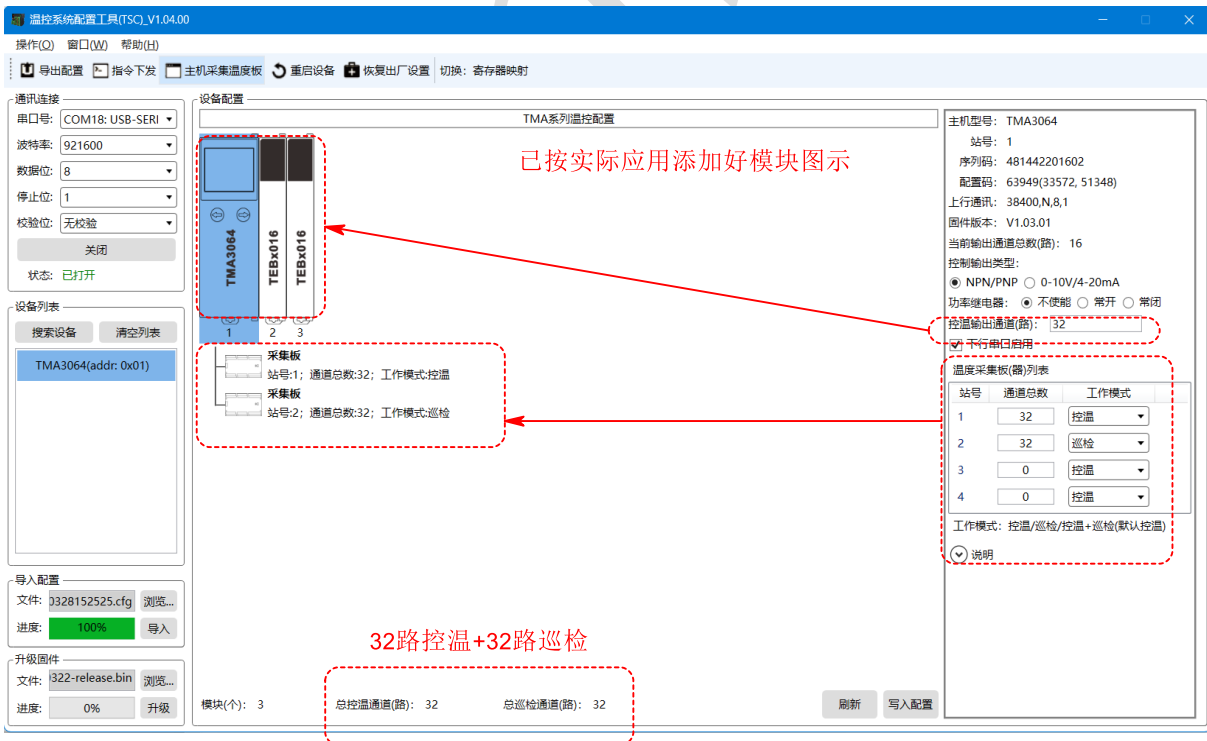 温控系统配置工具(TSC)_V1.04.00
操作(O) 窗口(W) 帮助(H)
导出配置 指令下发 主机采集温度板 重启设备 恢复出厂设置 切换：寄存器映射
通讯连接
串口号: COM18: USB-SERI
波特率: 921600
数据位: 8
停止位: 1
校验位: 无校验
关闭
状态: 已打开
设备列表
搜索设备 清空列表
TMA3064(addr: 0x01)
导入配置
文件: 0328152525.cfg 浏览...
进度: 100% 导入
升级固件
文件: 322-release.bin 浏览...
进度: 0% 升级
设备配置
TMA系列温控配置
已按实际应用添加好模块图示
TMA3064
TEBx016
TEBx016
1 2 3
采集板
站号:1；通道总数:32；工作模式:控温
采集板
站号:2；通道总数:32；工作模式:巡检
32路控温+32路巡检
模块(个): 3 总控温通道(路): 32 总巡检通道(路): 32
刷新 写入配置
主机型号: TMA3064
站号: 1
序列码: 481442201602
配置码: 63949(33572, 51348)
上行通讯: 38400,N,8,1
固件版本: V1.03.01
当前输出通道总数(路): 16
控制输出类型:
NPN/PNP 0-10V/4-20mA
功率继电器: 不使能 常开 常闭
控温输出通道(路): 32
下行串口启用
温度采集板(器)列表
站号 通道总数 工作模式
1 32 控温
2 32 巡检
3 0 控温
4 0 控温
工作模式: 控温/巡检/控温+巡检(默认控温)
说明